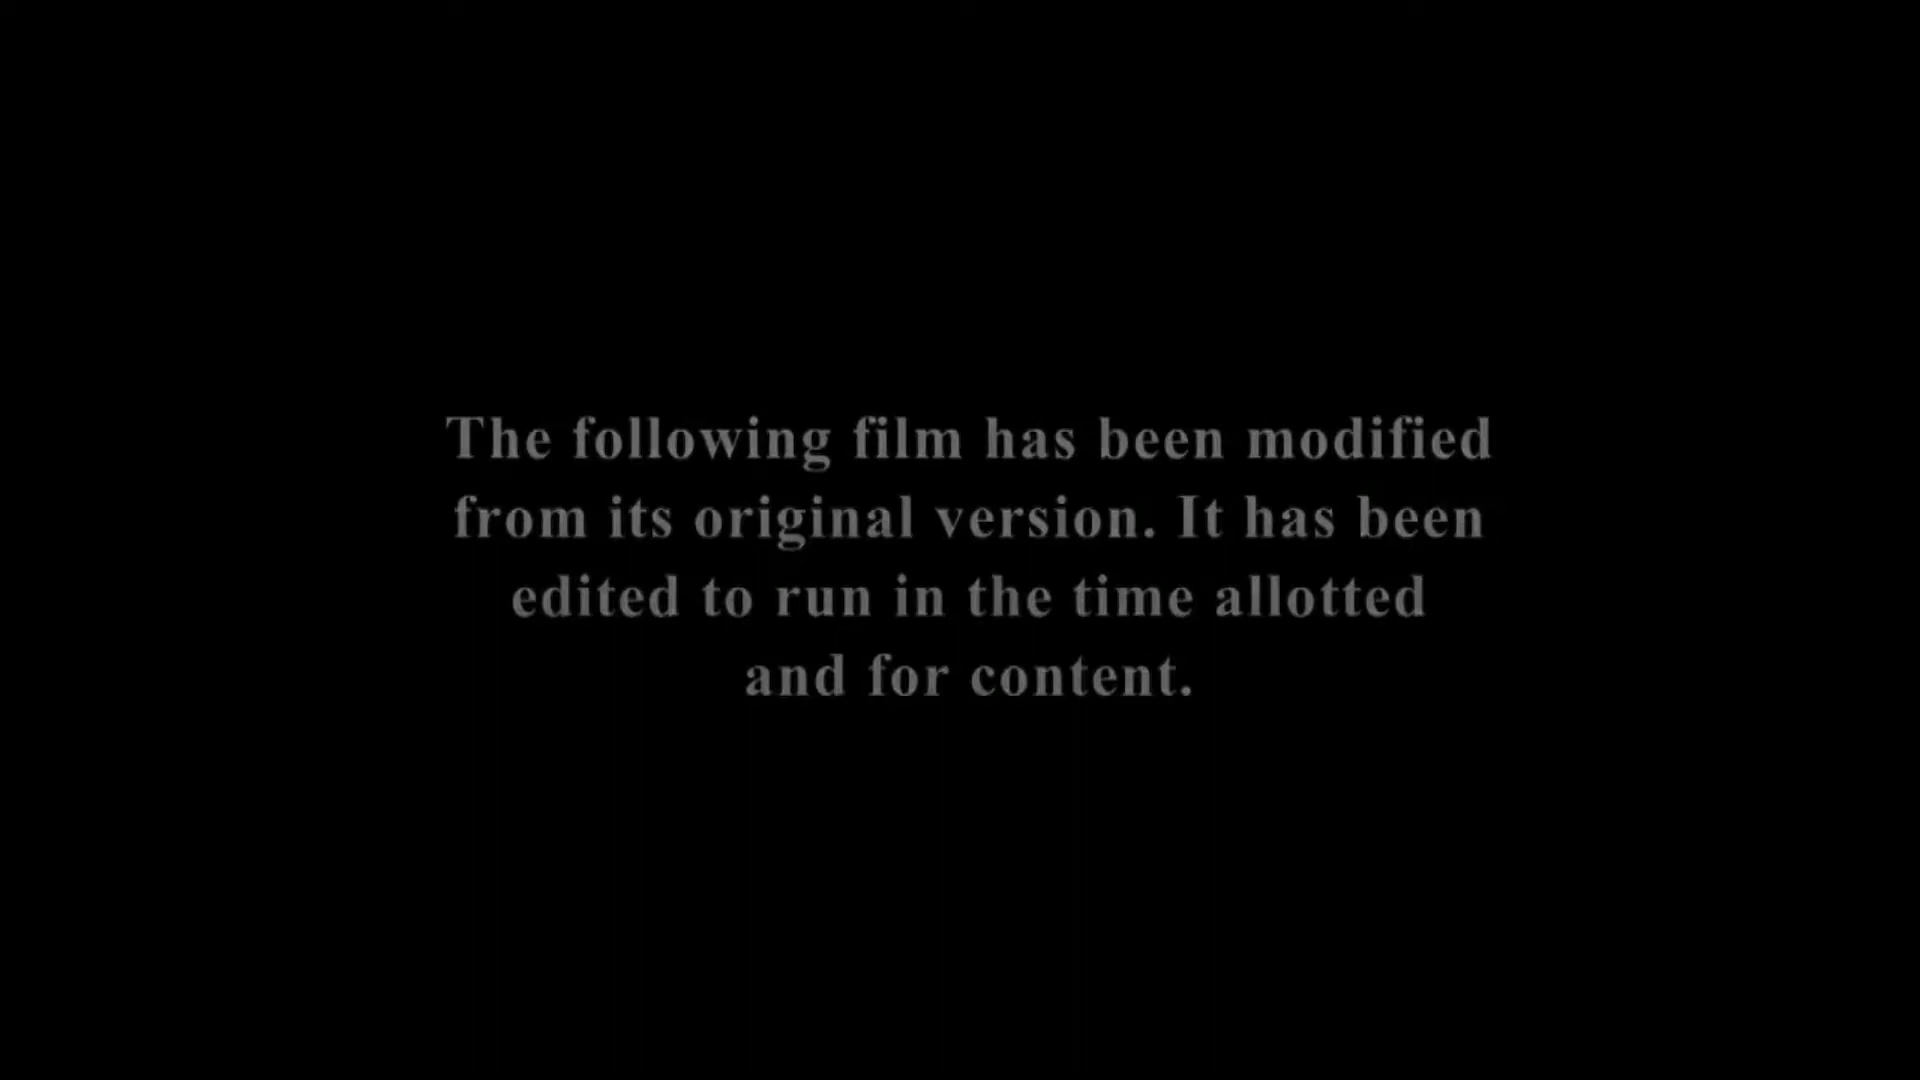 The following film has been modified
from its original version. It has been
edited to run in the time allotted
and for content.